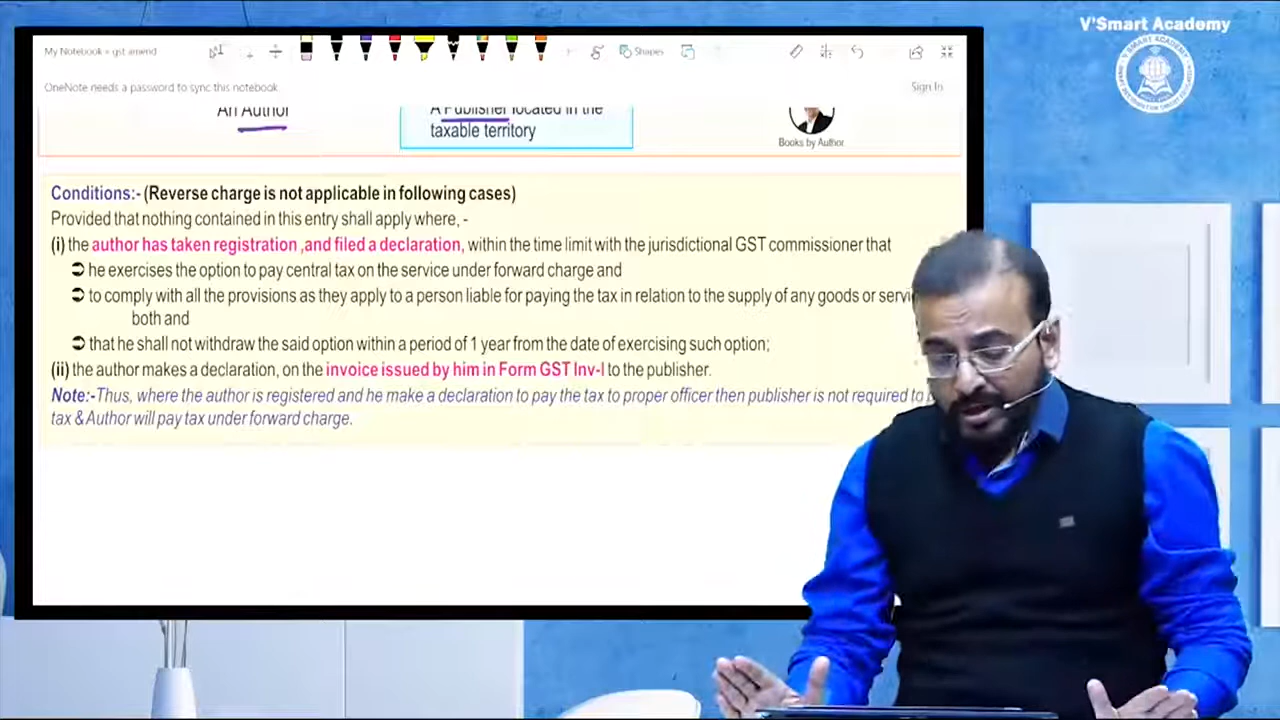 V'Smart Academy
My Notebook » gst amend
Shapes
OneNote needs a password to sync this notebook.
Sign In
An Author
A Publisher located in the
taxable territory
Books by Author
Conditions:- (Reverse charge is not applicable in following cases)
Provided that nothing contained in this entry shall apply where, -
(i) the author has taken registration ,and filed a declaration, within the time limit with the jurisdictional GST commissioner that
➲ he exercises the option to pay central tax on the service under forward charge and
➲ to comply with all the provisions as they apply to a person liable for paying the tax in relation to the supply of any goods or servi
both and
➲ that he shall not withdraw the said option within a period of 1 year from the date of exercising such option;
(ii) the author makes a declaration, on the invoice issued by him in Form GST Inv-I to the publisher.
Note:-Thus, where the author is registered and he make a declaration to pay the tax to proper officer then publisher is not required to
tax & Author will pay tax under forward charge.